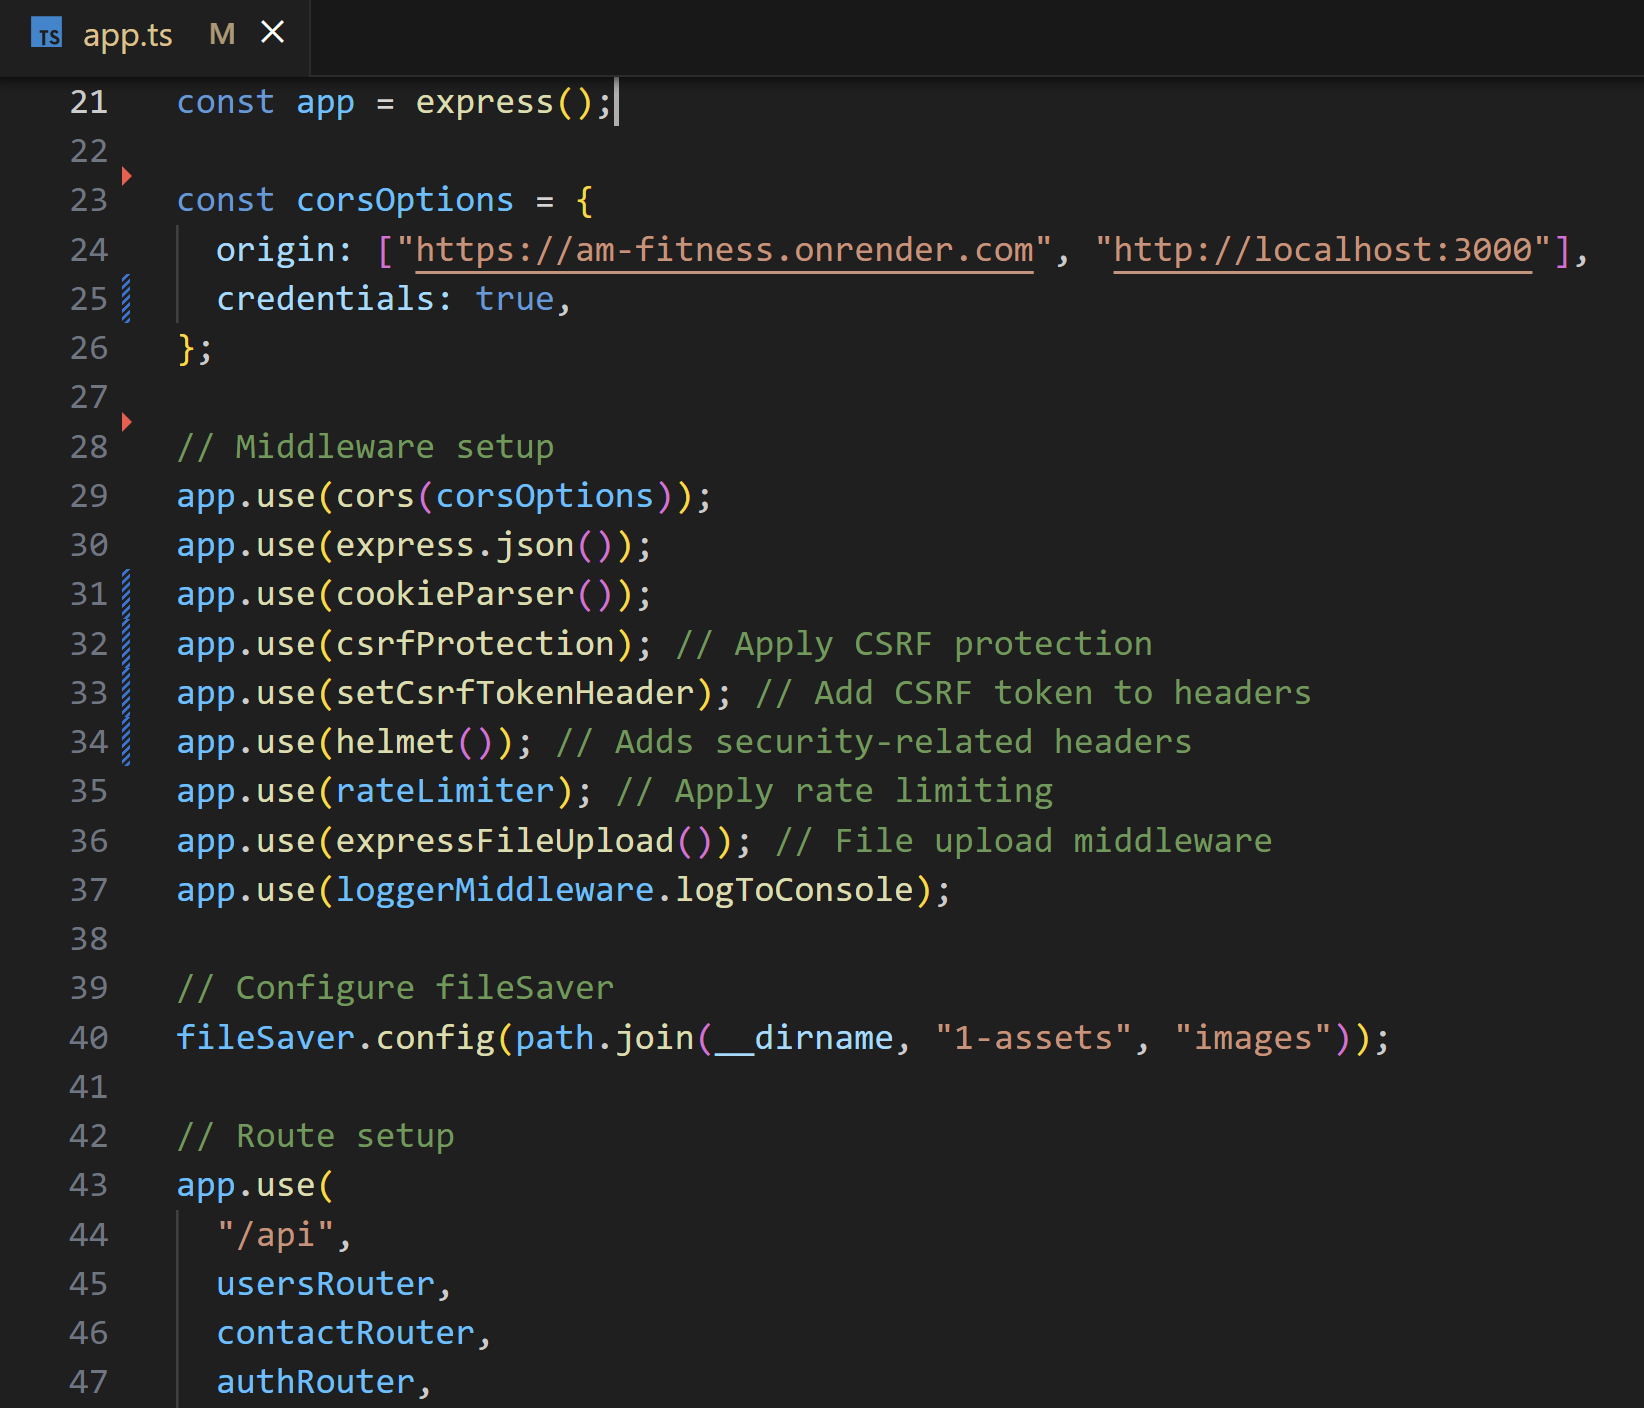 TS app.ts M
21 const app = express();
22
23 const corsOptions = {
24 origin: ["https://am-fitness.onrender.com", "http://localhost:3000"],
25 credentials: true,
26 };
27
28 // Middleware setup
29 app.use(cors(corsOptions));
30 app.use(express.json());
31 app.use(cookieParser());
32 app.use(csrfProtection); // Apply CSRF protection
33 app.use(setCsrfTokenHeader); // Add CSRF token to headers
34 app.use(helmet()); // Adds security-related headers
35 app.use(rateLimiter); // Apply rate limiting
36 app.use(expressFileUpload()); // File upload middleware
37 app.use(loggerMiddleware.logToConsole);
38
39 // Configure fileSaver
40 fileSaver.config(path.join(__dirname, "1-assets", "images"));
41
42 // Route setup
43 app.use(
44 "/api",
45 usersRouter,
46 contactRouter,
47 authRouter,